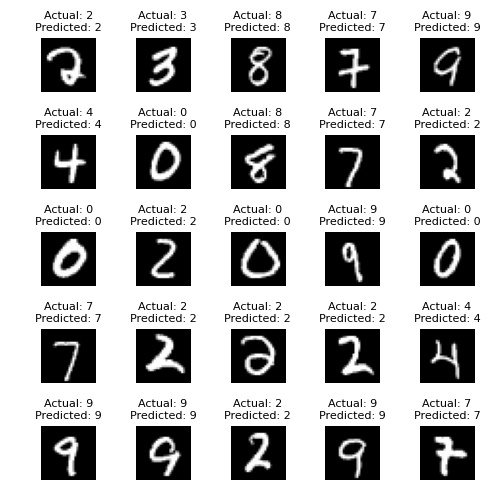 Actual: 2 Actual: 3 Actual: 8 Actual: 7 Actual: 9
Predicted: 2 Predicted: 3 Predicted: 8 Predicted: 7 Predicted: 9
2 3 8 7 9
Actual: 4 Actual: 0 Actual: 8 Actual: 7 Actual: 2
Predicted: 4 Predicted: 0 Predicted: 8 Predicted: 7 Predicted: 2
4 0 8 7 2
Actual: 0 Actual: 2 Actual: 0 Actual: 9 Actual: 0
Predicted: 0 Predicted: 2 Predicted: 0 Predicted: 9 Predicted: 0
0 2 0 9 0
Actual: 7 Actual: 2 Actual: 2 Actual: 2 Actual: 4
Predicted: 7 Predicted: 2 Predicted: 2 Predicted: 2 Predicted: 4
7 2 2 2 4
Actual: 9 Actual: 9 Actual: 2 Actual: 9 Actual: 7
Predicted: 9 Predicted: 9 Predicted: 2 Predicted: 9 Predicted: 7
9 9 2 9 7